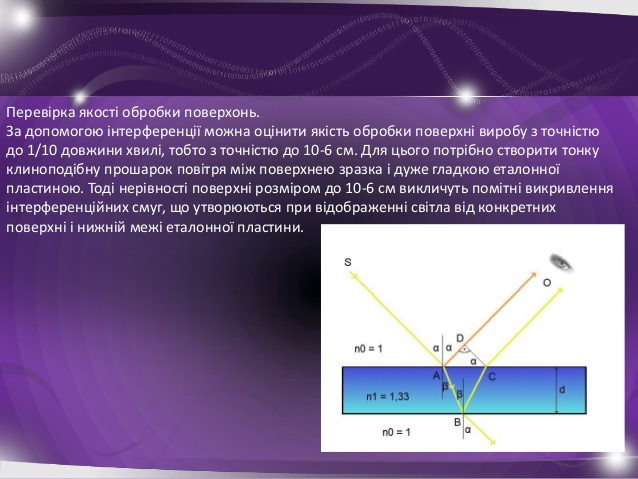 Перевірка якості обробки поверхонь.
За допомогою інтерференції можна оцінити якість обробки поверхні виробу з точністю
до 1/10 довжини хвилі, тобто з точністю до 10-6 см. Для цього потрібно створити тонку
клиноподібну прошарок повітря між поверхнею зразка і дуже гладкою еталонної
пластиною. Тоді нерівності поверхні розміром до 10-6 см викличуть помітні викривлення
інтерференційних смуг, що утворюються при відображенні світла від конкретних
поверхні і нижній межі еталонної пластини.
S
O
D
α α
α
n0 = 1
A
C
β
β
d
n1 = 1,33
B
α
n0 = 1